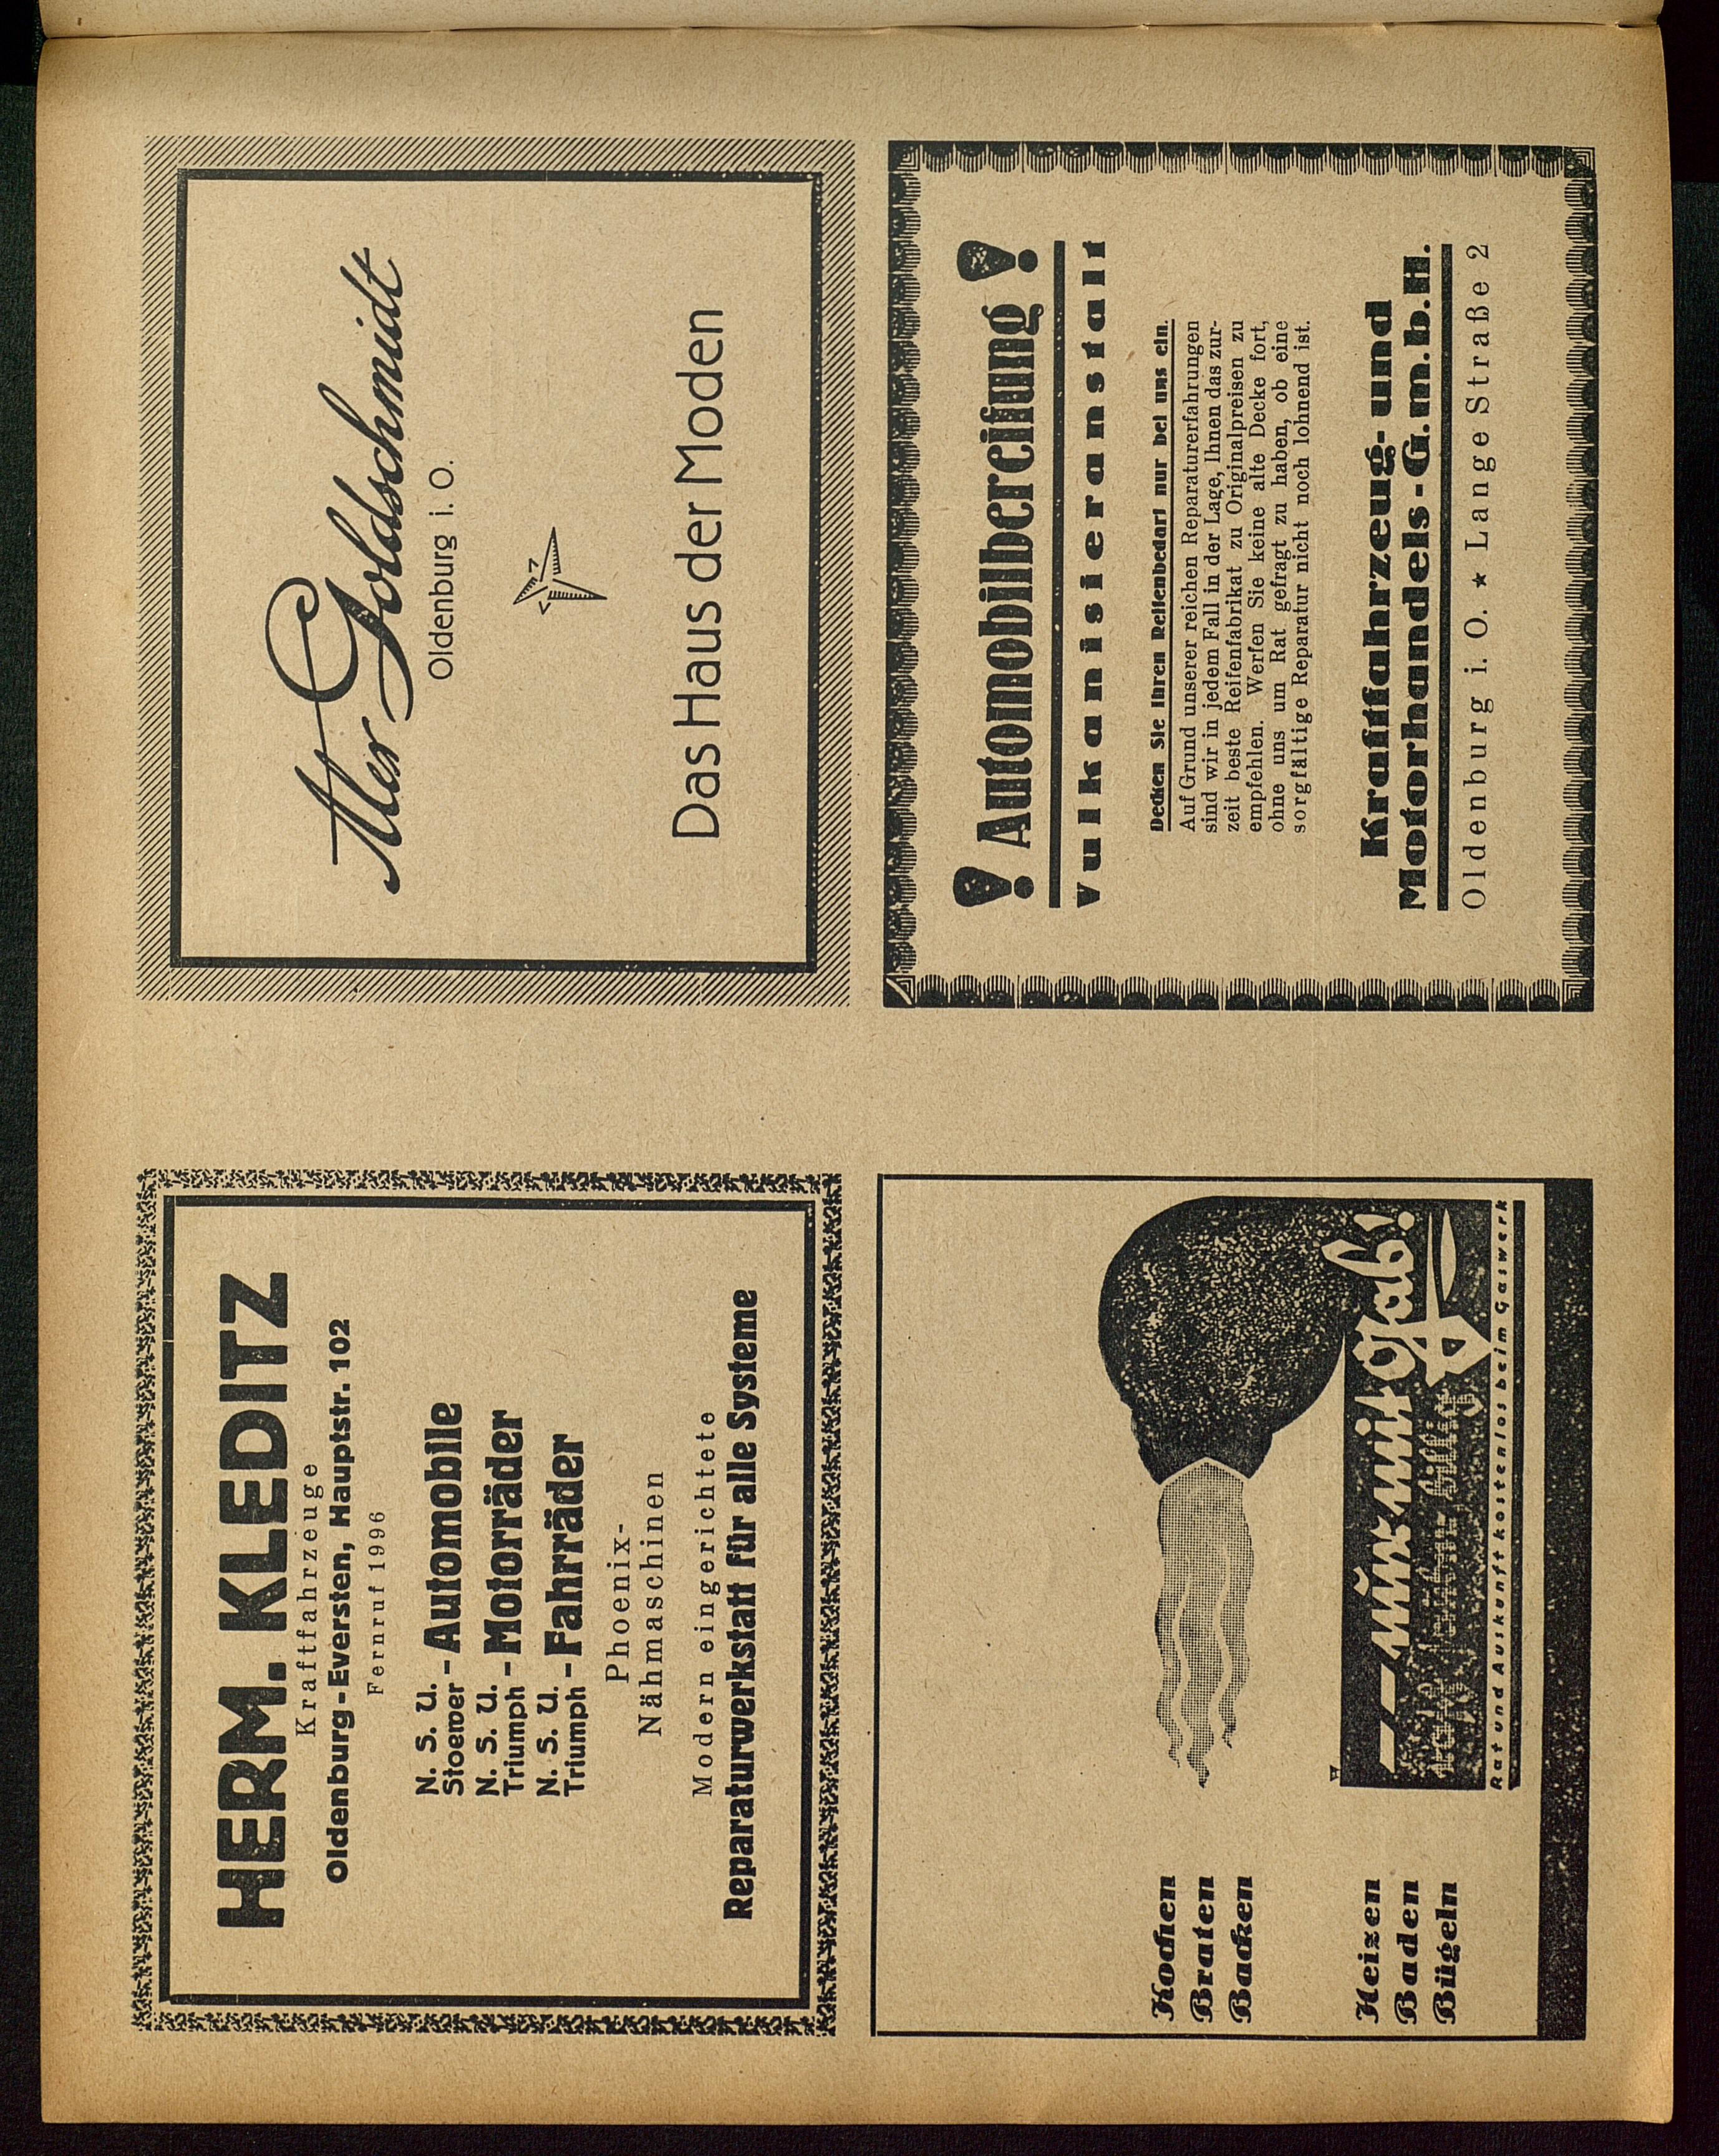 HERM. KLEDITZ
Kraftfahrzeuge
Oldenburg-Eversten, Hauptstr. 102
Fernruf 1996
N. S. U.
Stoewer - Automobile
N. S. U.
Triumph - Motorräder
N. S. U.
Triumph - Fahrräder
Phoenix-
Nähmaschinen
Modern eingerichtete
Reparaturwerkstatt für alle Systeme
Goldschmidt
Oldenburg i. O.
Das Haus der Moden
Kochen
Braten
Backen
Heizen
Baden
Bügeln
— nur mit Gas!
Rat und Auskunft kostenlos beim Gaswerk
! Automobilbereifung !
Vulkanisieranstalt
Decken Sie Ihren Reifenbedarf nur bei uns ein.
Auf Grund unserer reichen Reparaturerfahrungen
sind wir in jedem Fall in der Lage, Ihnen das zur-
zeit beste Reifenfabrikat zu Originalpreisen zu
empfehlen. Werfen Sie keine alte Decke fort,
ohne uns um Rat gefragt zu haben, ob eine
sorgfältige Reparatur nicht noch lohnend ist.
Kraftfahrzeug- und
Motorhandels-G.m.b.H.
Oldenburg i. O. ★ Lange Straße 2